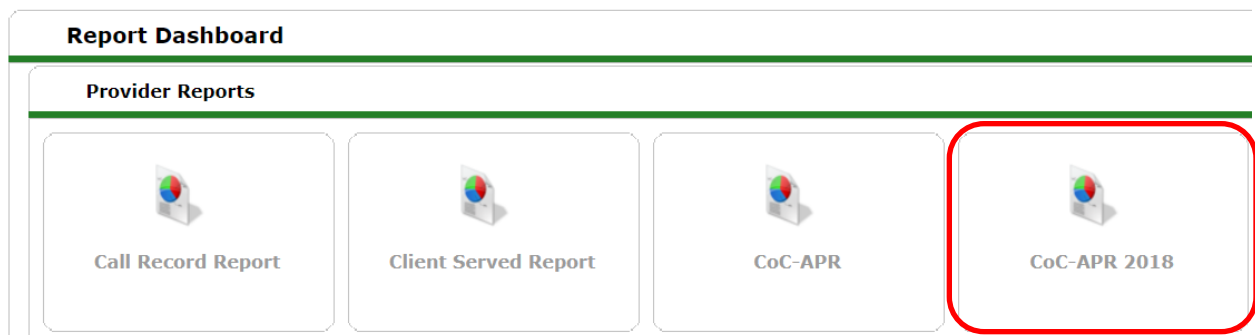 Report Dashboard
Provider Reports
Call Record Report
Client Served Report
CoC-APR
CoC-APR 2018